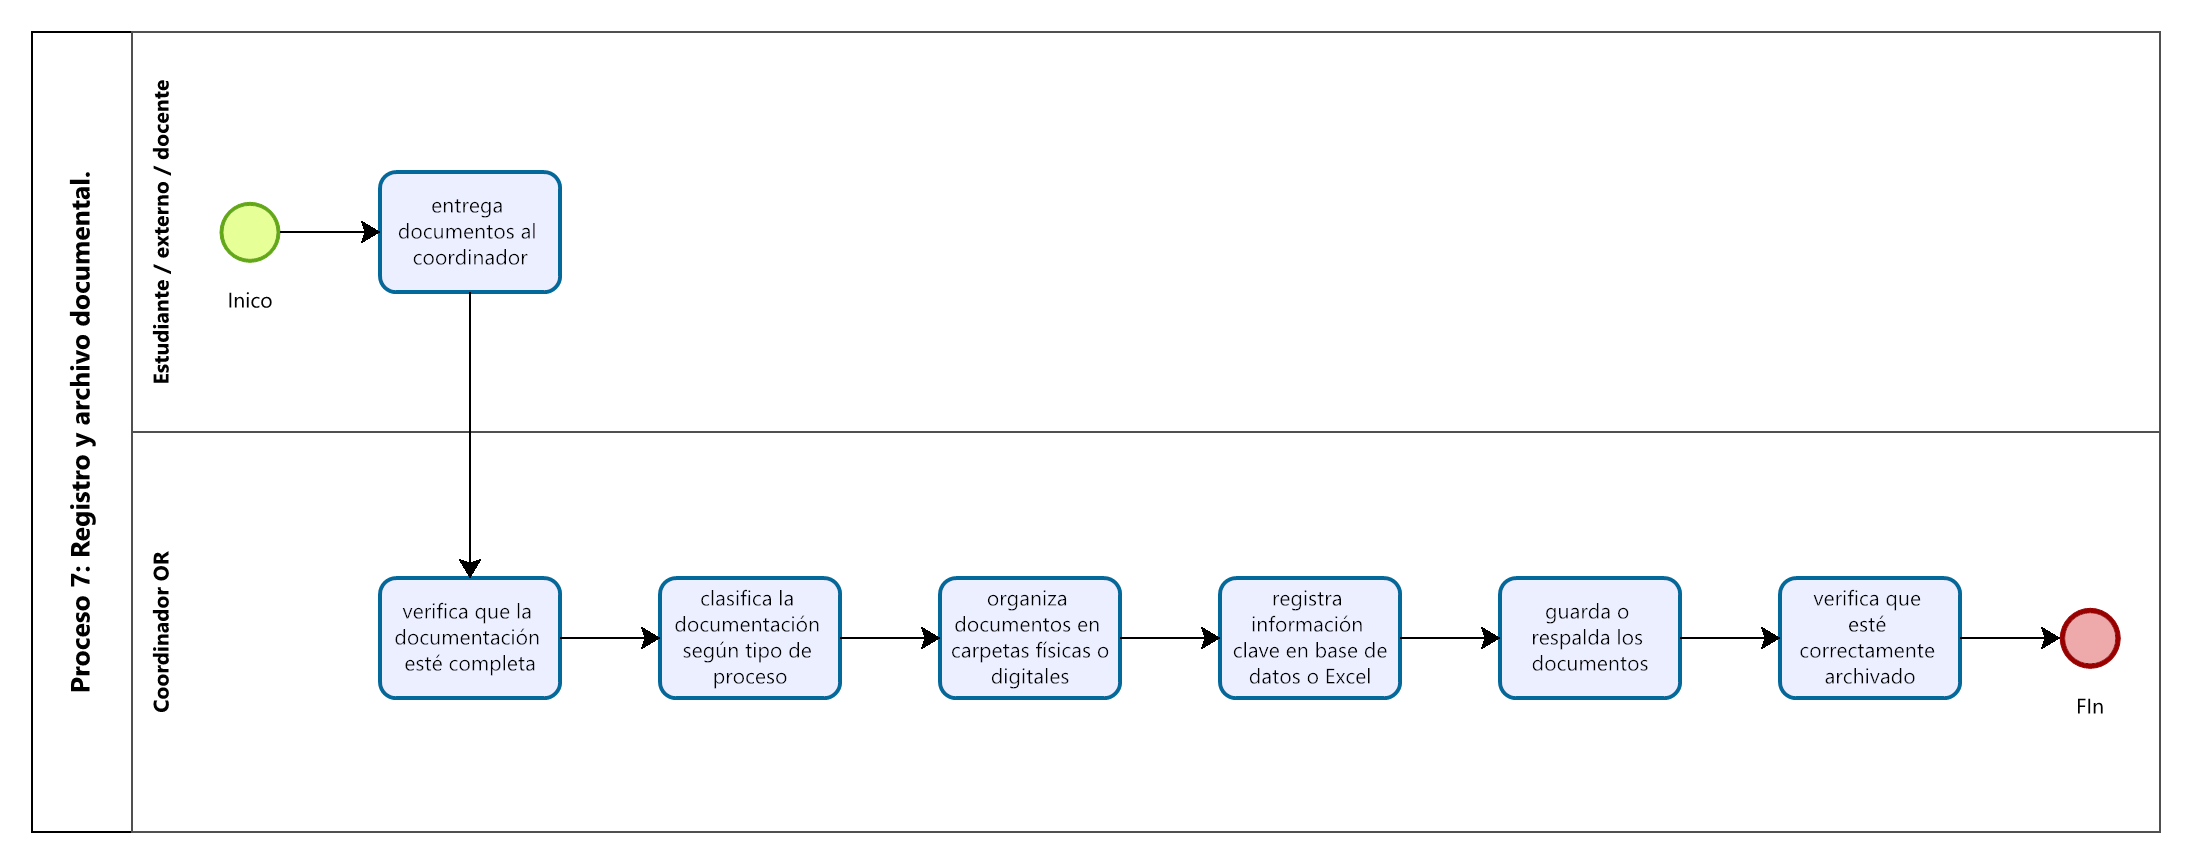 Proceso 7: Registro y archivo documental.
Estudiante / externo / docente
Inico
entrega
documentos al
coordinador
Coordinador OR
verifica que la
documentación
esté completa
clasifica la
documentación
según tipo de
proceso
organiza
documentos en
carpetas físicas o
digitales
registra
información
clave en base de
datos o Excel
guarda o
respalda los
documentos
verifica que
esté
correctamente
archivado
FIn